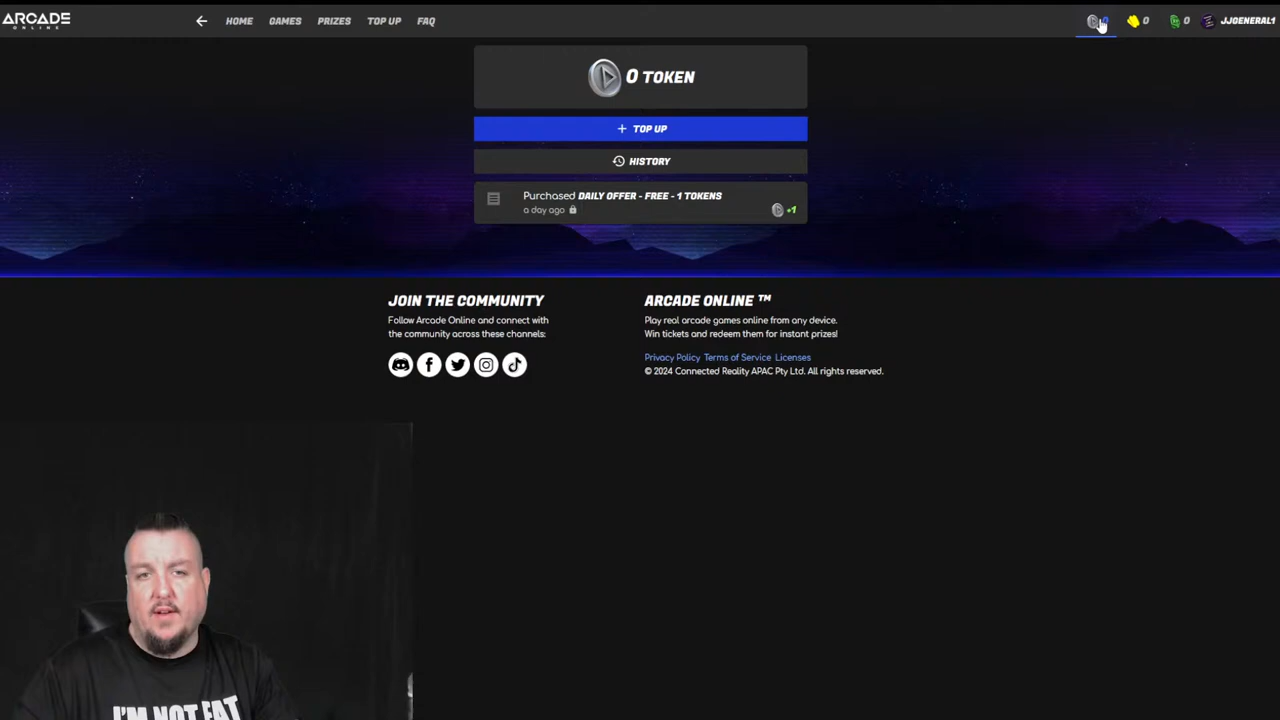 ARCADE
ONLINE
HOME GAMES PRIZES TOP UP FAQ
0 0 JJGENERAL1
0 TOKEN
+ TOP UP
HISTORY
Purchased DAILY OFFER - FREE - 1 TOKENS
a day ago
+1
JOIN THE COMMUNITY
Follow Arcade Online and connect with
the community across these channels:
ARCADE ONLINE ™
Play real arcade games online from any device.
Win tickets and redeem them for instant prizes!
Privacy Policy Terms of Service Licenses
© 2024 Connected Reality APAC Pty Ltd. All rights reserved.
I'M NOT FAT